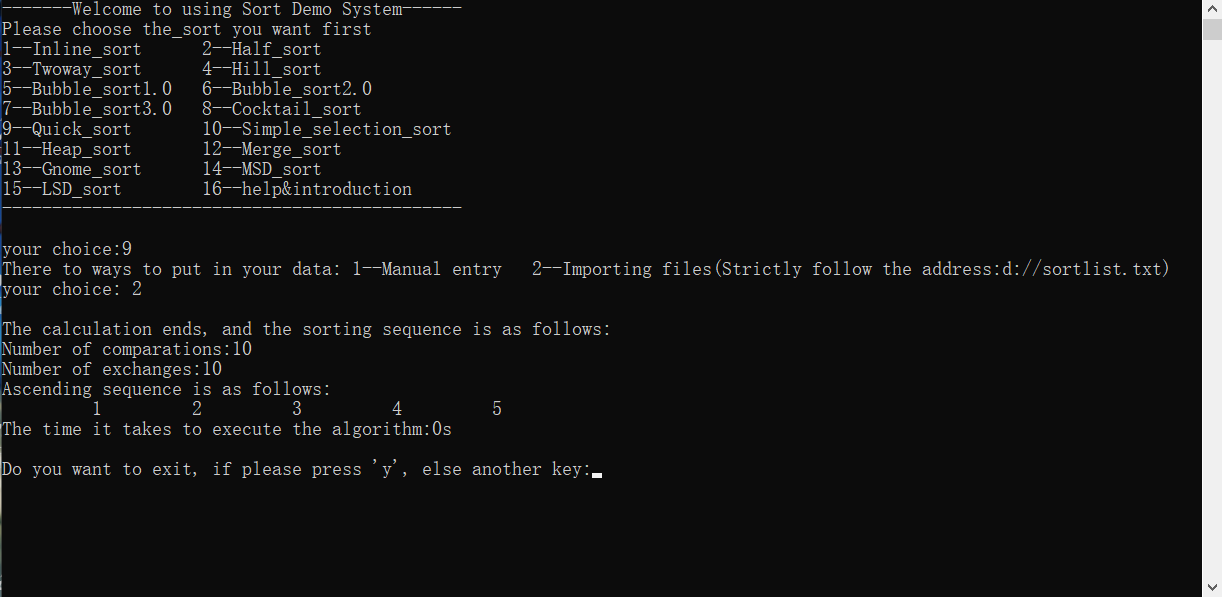 -------Welcome to using Sort Demo System------
Please choose the_sort you want first
1--Inline_sort      2--Half_sort
3--Twoway_sort      4--Hill_sort
5--Bubble_sort1.0   6--Bubble_sort2.0
7--Bubble_sort3.0   8--Cocktail_sort
9--Quick_sort       10--Simple_selection_sort
11--Heap_sort       12--Merge_sort
13--Gnome_sort      14--MSD_sort
15--LSD_sort        16--help&introduction
----------------------------------------------
your choice:9
There to ways to put in your data: 1--Manual entry   2--Importing files(Strictly follow the address:d://sortlist.txt)
your choice: 2
The calculation ends, and the sorting sequence is as follows:
Number of comparations:10
Number of exchanges:10
Ascending sequence is as follows:
         1         2         3         4         5
The time it takes to execute the algorithm:0s
Do you want to exit, if please press 'y', else another key: